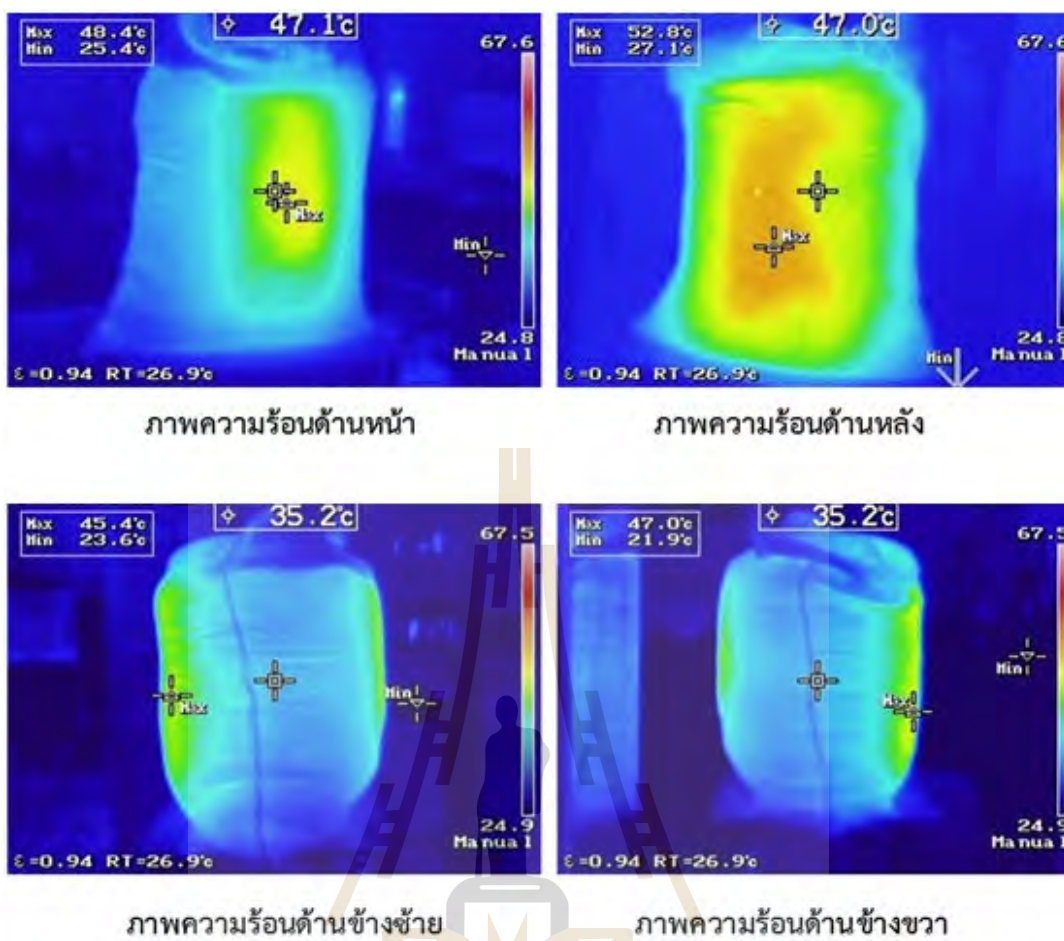 Max 48.4℃
Min 25.4℃
47.1℃
67.6
Max
Min
24.8
Manual
ε=0.94 RT=26.9℃
Max 52.8℃
Min 27.1℃
47.0℃
67.6
Max
Min
24.8
Manual
ε=0.94 RT=26.9℃
ภาพความร้อนด้านหน้า
ภาพความร้อนด้านหลัง
Max 45.4℃
Min 23.6℃
35.2℃
67.5
Max
Min
24.9
Manual
ε=0.94 RT=26.9℃
Max 47.0℃
Min 21.9℃
35.2℃
67.5
Max
Min
24.9
Manual
ε=0.94 RT=26.9℃
ภาพความร้อนด้านข้างซ้าย
ภาพความร้อนด้านข้างขวา